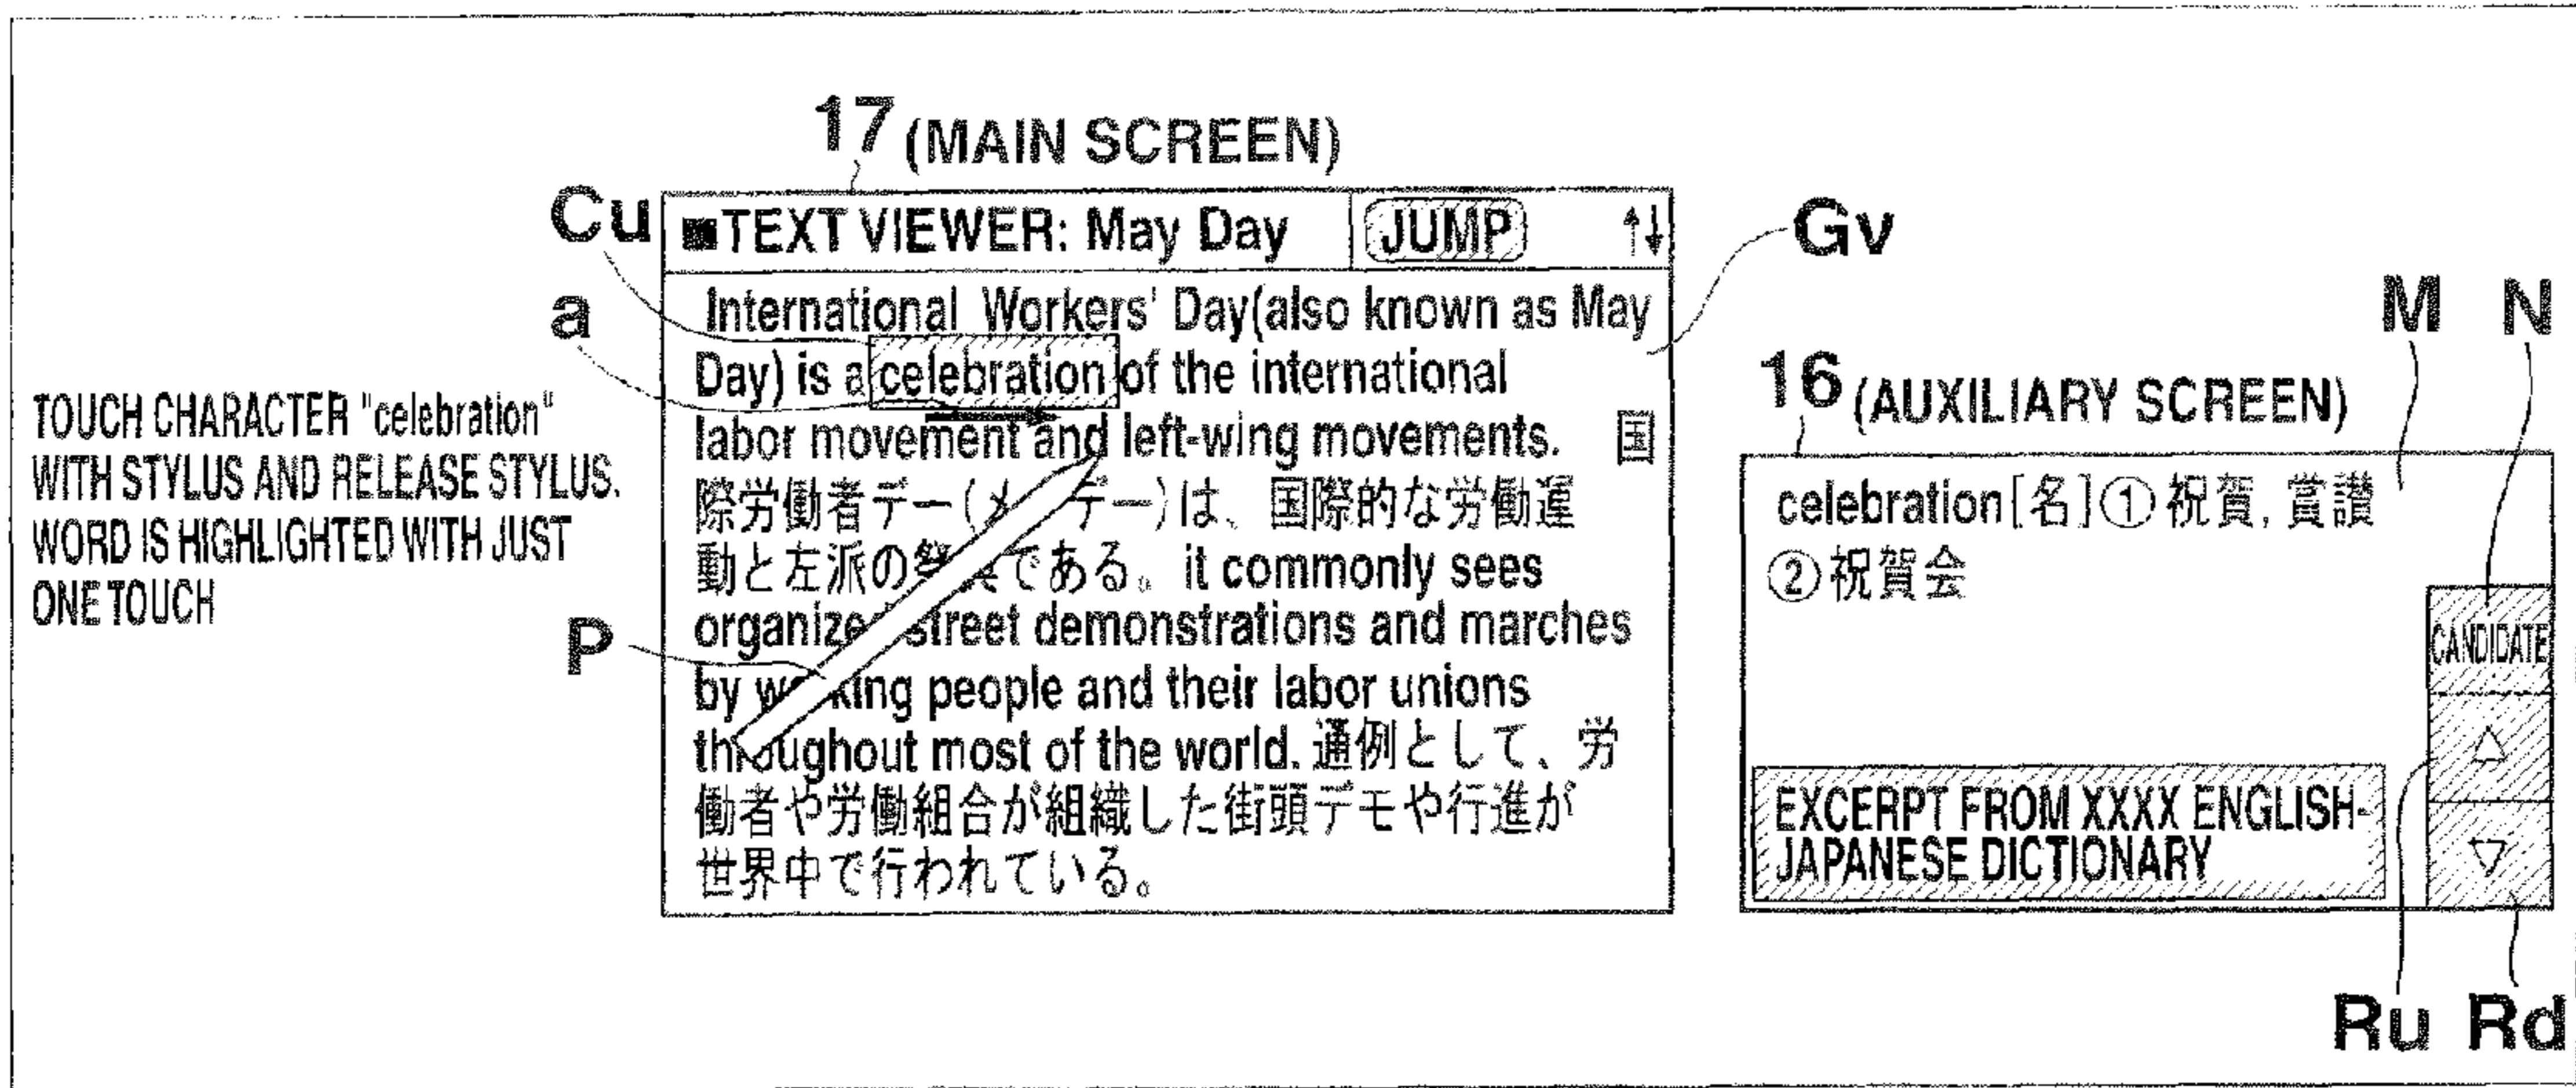 17 (MAIN SCREEN)
Cu
■TEXT VIEWER: May Day JUMP ↑↓
Gv
a
International Workers' Day(also known as May
Day) is a celebration of the international
labor movement and left-wing movements. 国
際労働者デー(メ デー)は、国際的な労働運
動と左派の である。it commonly sees
organize street demonstrations and marches
by working people and their labor unions
throughout most of the world. 通例として、労
働者や労働組合が組織した街頭デモや行進が
世界中で行われている。
TOUCH CHARACTER "celebration"
WITH STYLUS AND RELEASE STYLUS.
WORD IS HIGHLIGHTED WITH JUST
ONE TOUCH
P
M N
16 (AUXILIARY SCREEN)
celebration[名]① 祝賀, 賞讃
② 祝賀会
CANDIDATE
△
▽
EXCERPT FROM XXXX ENGLISH-
JAPANESE DICTIONARY
Ru Rd